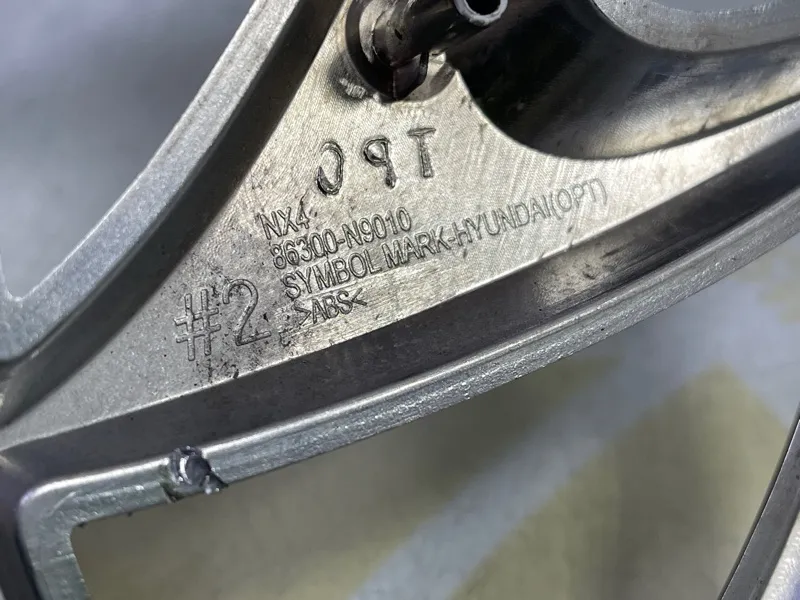 OPT
NX4
86300-N9010
SYMBOL MARK-HYUNDAI(OPT)
#2
>ABS<